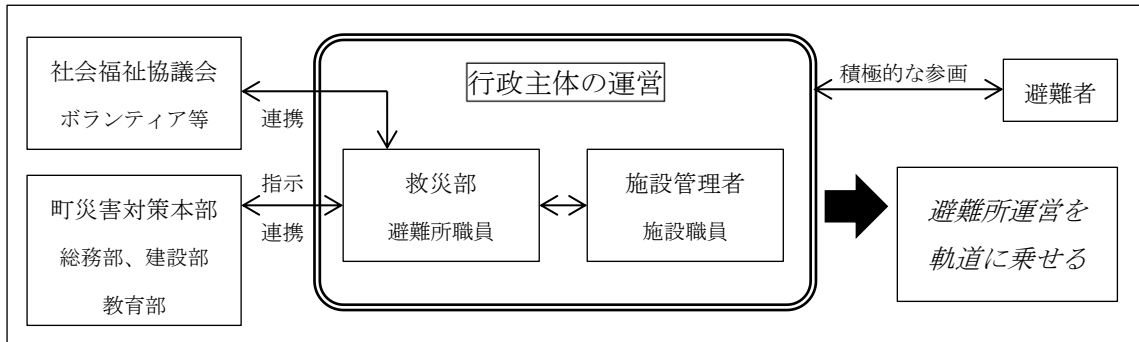 社会福祉協議会
ボランティア等
連携
町災害対策本部
総務部、建設部
教育部
指示
連携
行政主体の運営
救災部
避難所職員
施設管理者
施設職員
積極的な参画
避難者
避難所運営を
軌道に乗せる